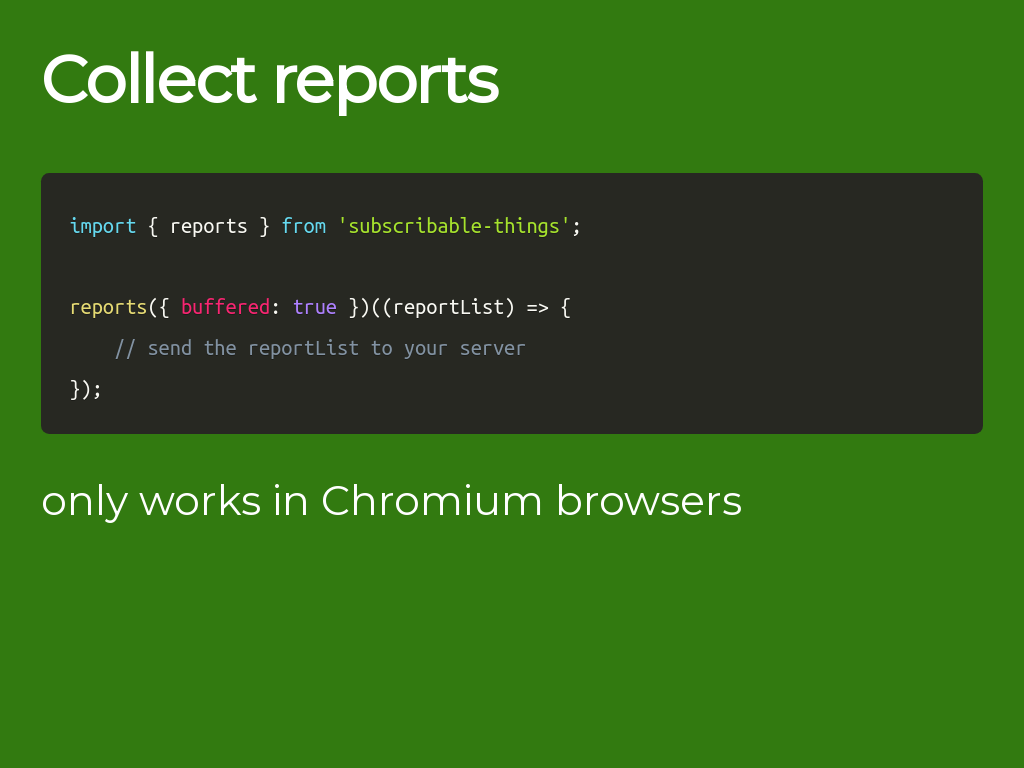 Collect reports
import { reports } from 'subscribable-things';
reports({ buffered: true })((reportList) => {
    // send the reportList to your server
});
only works in Chromium browsers